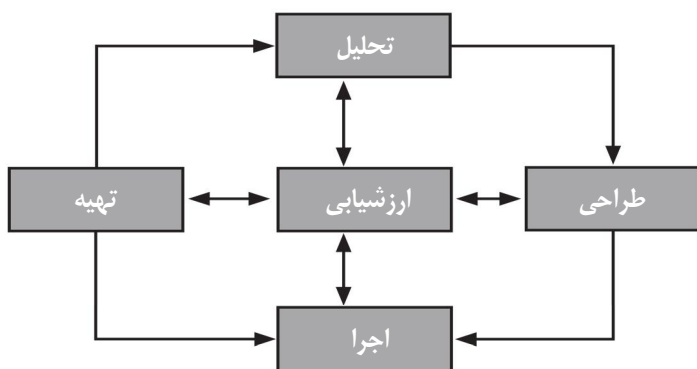 تحلیل
طراحی
ارزشیابی
تهیه
اجرا